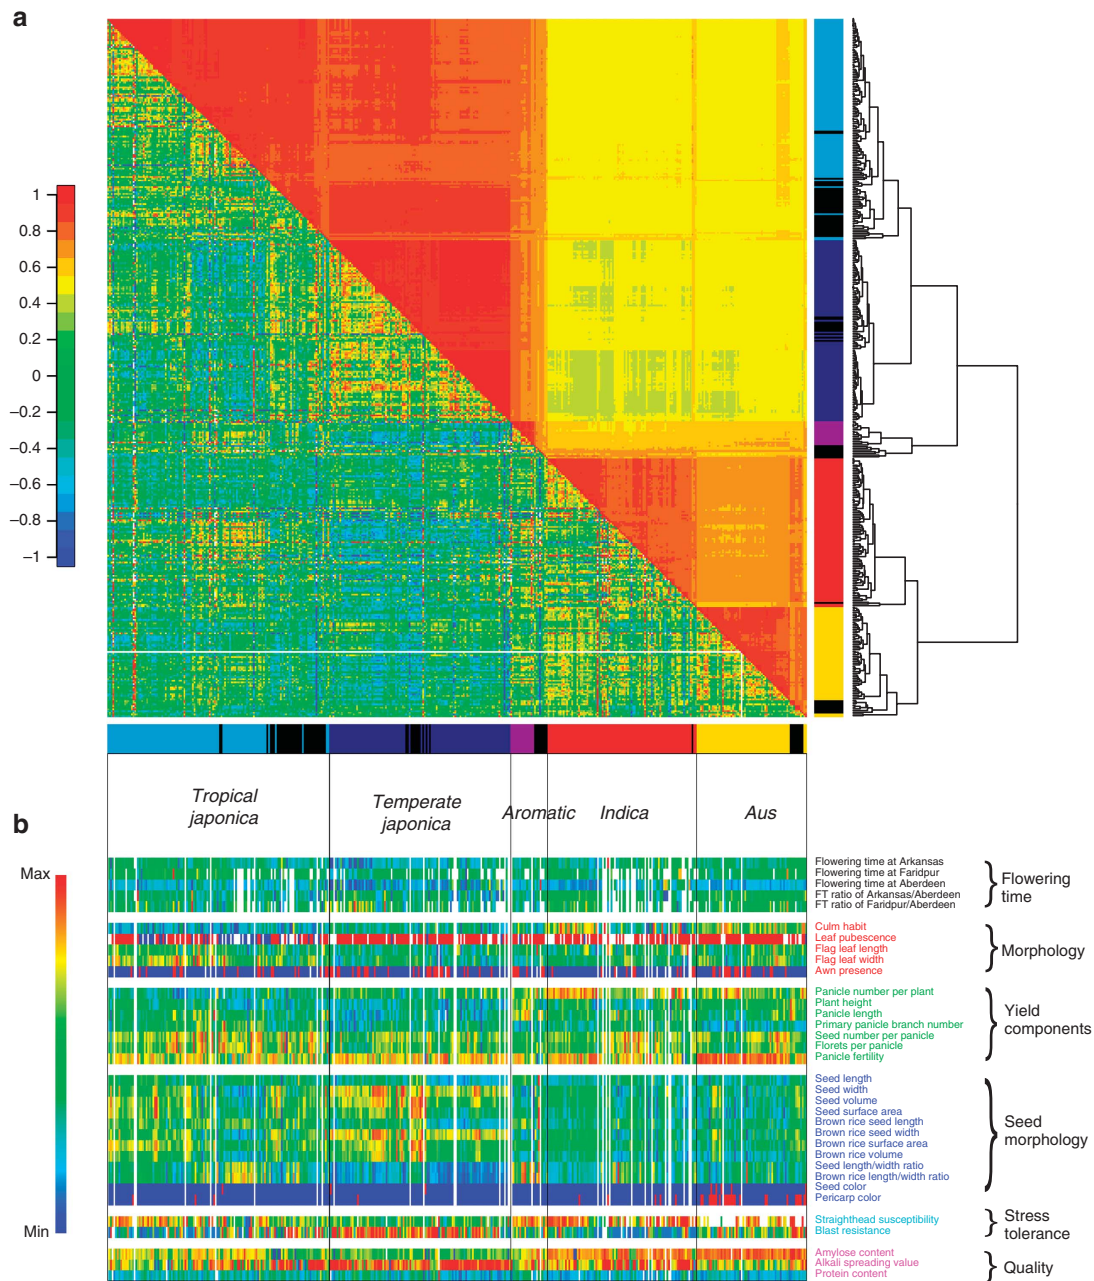 a
1
0.8
0.6
0.4
0.2
0
−0.2
−0.4
−0.6
−0.8
−1
Tropical
japonica
Temperate
japonica
Aromatic
Indica
Aus
b
Max
Min
Flowering time at Arkansas
Flowering time at Faridpur
Flowering time at Aberdeen
FT ratio of Arkansas/Aberdeen
FT ratio of Faridpur/Aberdeen
Flowering
time
Culm habit
Leaf pubescence
Flag leaf length
Flag leaf width
Awn presence
Morphology
Panicle number per plant
Plant height
Panicle length
Primary panicle branch number
Seed number per panicle
Florets per panicle
Panicle fertility
Yield
components
Seed length
Seed width
Seed volume
Seed surface area
Brown rice seed length
Brown rice seed width
Brown rice surface area
Brown rice volume
Seed length/width ratio
Brown rice length/width ratio
Seed color
Pericarp color
Seed
morphology
Straighthead susceptibility
Blast resistance
Stress
tolerance
Amylose content
Alkali spreading value
Protein content
Quality